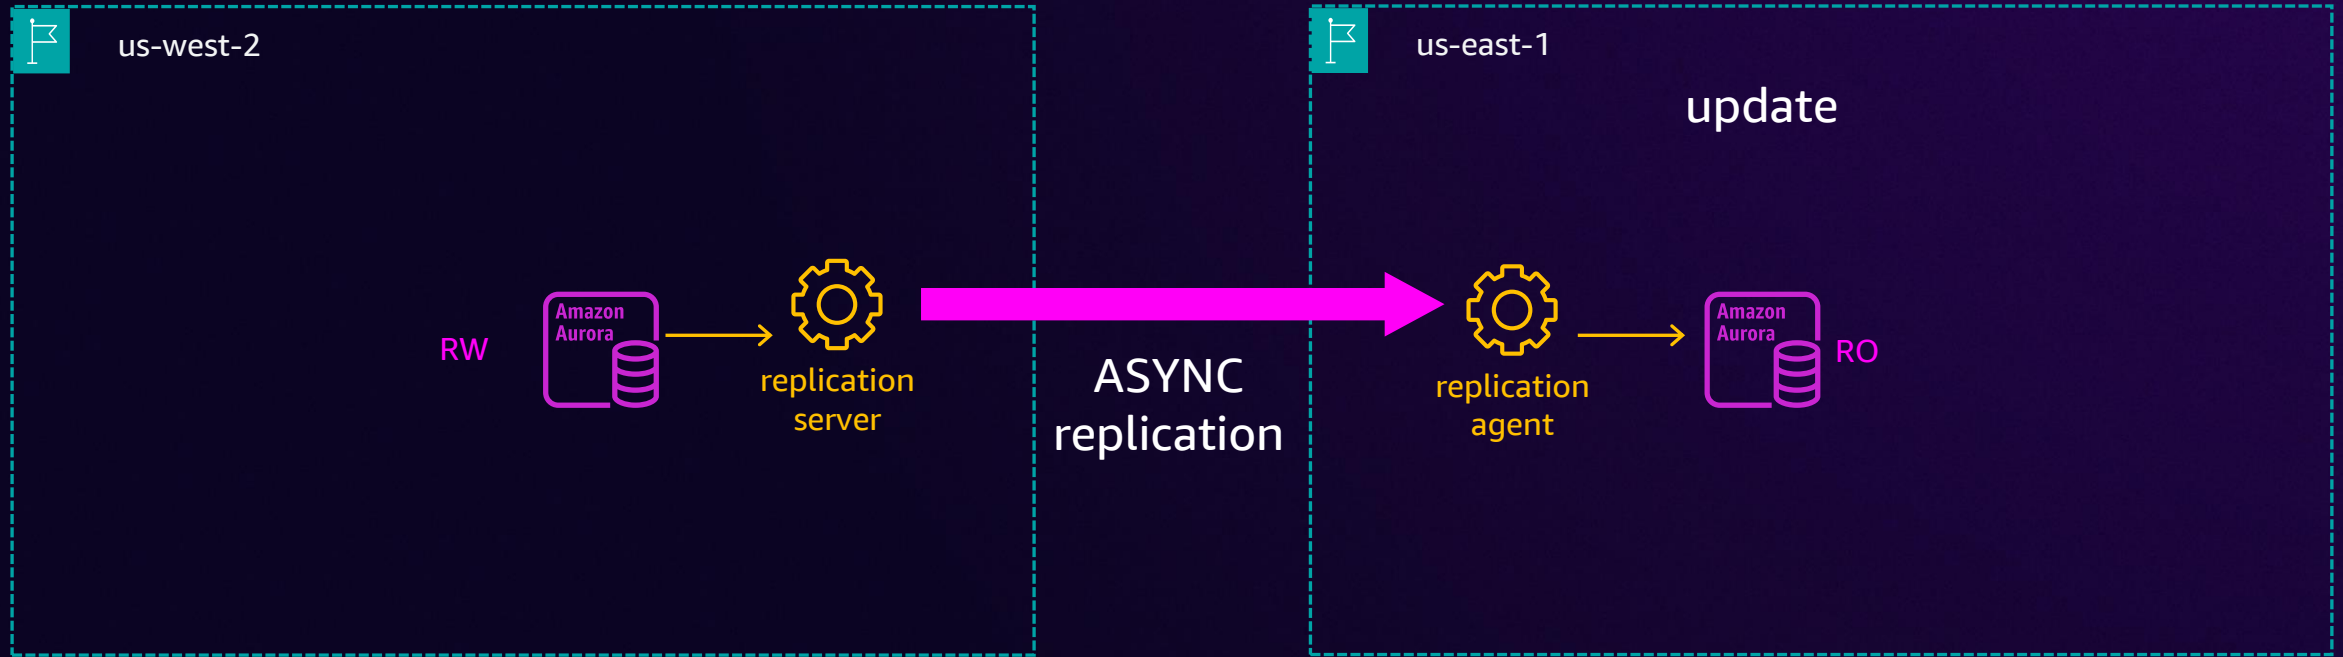 us-west-2
RW
Amazon
Aurora
replication
server
ASYNC
replication
us-east-1
update
replication
agent
Amazon
Aurora
RO